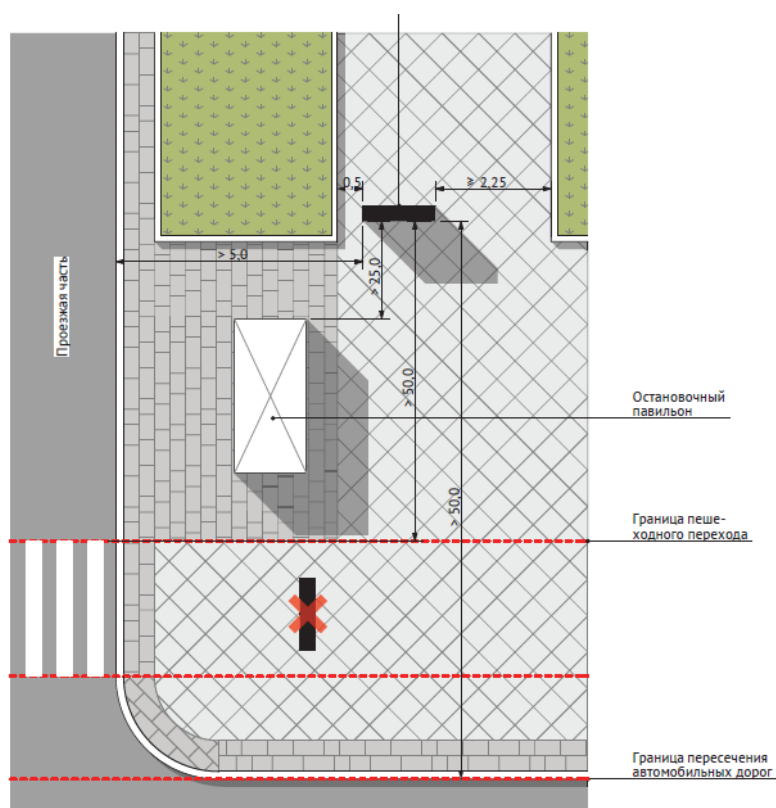 0,5
⩾ 2,25
> 5,0
> 25,0
Проезжая часть
> 50,0
Остановочный
павильон
> 50,0
Граница пеше-
ходного перехода
Граница пересечения
автомобильных дорог